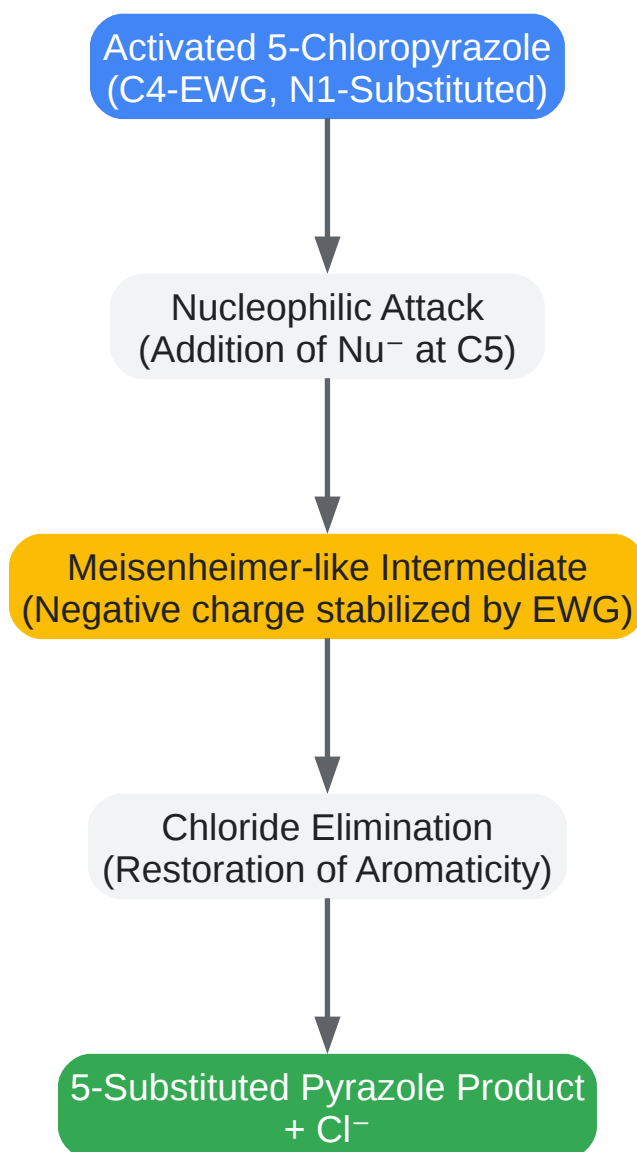 Activated 5-Chloropyrazole
(C4-EWG, N1-Substituted)
Nucleophilic Attack
(Addition of Nu⁻ at C5)
Meisenheimer-like Intermediate
(Negative charge stabilized by EWG)
Chloride Elimination
(Restoration of Aromaticity)
5-Substituted Pyrazole Product
+ Cl⁻